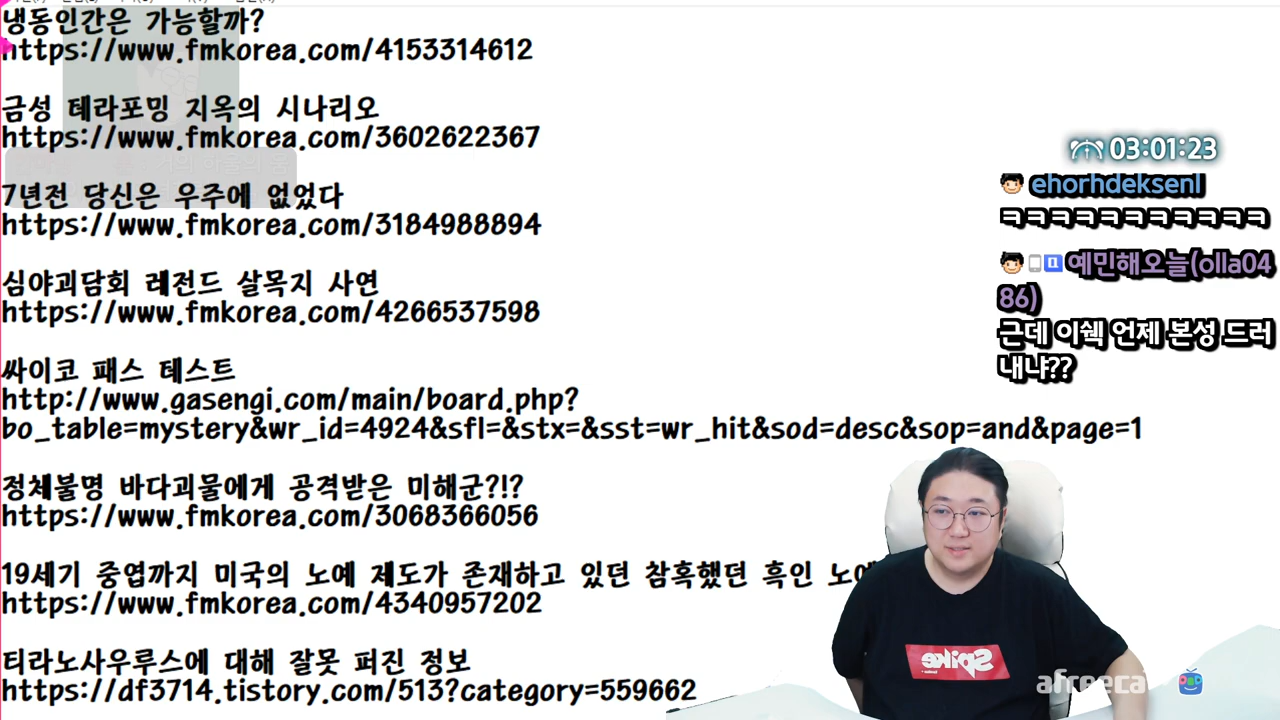 냉동인간은 가능할까?
https://www.fmkorea.com/4153314612
금성 테라포밍 지옥의 시나리오
https://www.fmkorea.com/3602622367
7년전 당신은 우주에 없었다
https://www.fmkorea.com/3184988894
심야괴담회 레전드 살목지 사연
https://www.fmkorea.com/4266537598
싸이코 패스 테스트
http://www.gasengi.com/main/board.php?
bo_table=mystery&wr_id=4924&sfl=&stx=&sst=wr_hit&sod=desc&sop=and&page=1
정체불명 바다괴물에게 공격받은 미해군?!?
https://www.fmkorea.com/3068366056
19세기 중엽까지 미국의 노예 제도가 존재하고 있던 참혹했던 흑인
https://www.fmkorea.com/4340957202
티라노사우루스에 대해 잘못 퍼진 정보
https://df3714.tistory.com/513?category=559662
03:01:23
ehorhdeksenl
ㅋㅋㅋㅋㅋㅋㅋㅋㅋㅋㅋ
예민해오늘(olla04
86)
근데 이쉑 언제 본성 드러
내냐??
Spike
afreeca